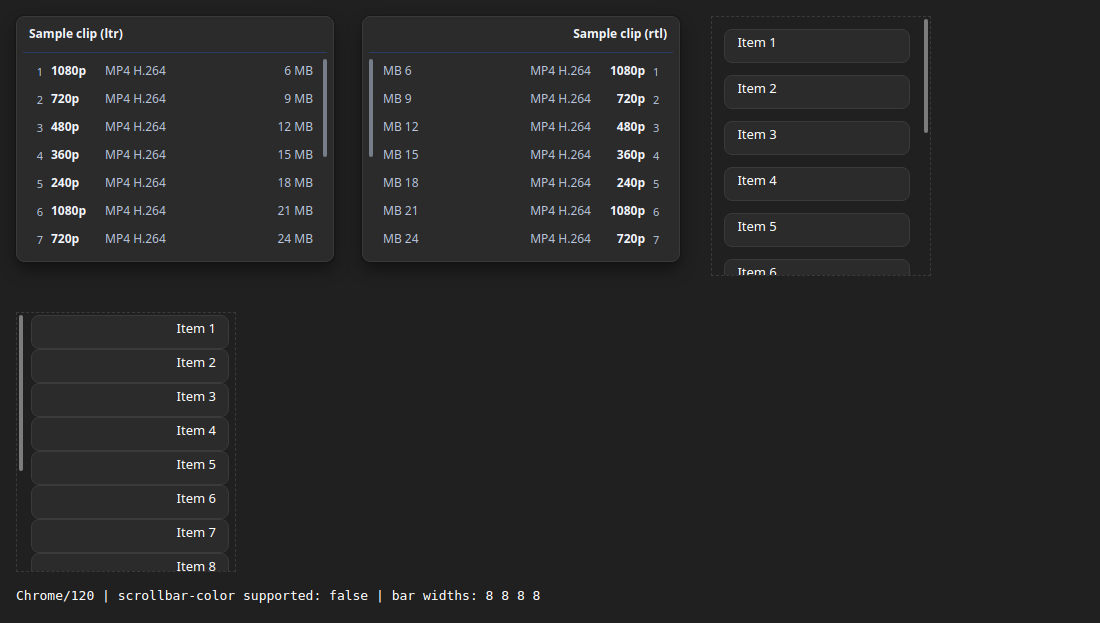 Sample clip (ltr)
1 1080p MP4 H.264 6 MB
2 720p MP4 H.264 9 MB
3 480p MP4 H.264 12 MB
4 360p MP4 H.264 15 MB
5 240p MP4 H.264 18 MB
6 1080p MP4 H.264 21 MB
7 720p MP4 H.264 24 MB
Sample clip (rtl)
MB 6 MP4 H.264 1080p 1
MB 9 MP4 H.264 720p 2
MB 12 MP4 H.264 480p 3
MB 15 MP4 H.264 360p 4
MB 18 MP4 H.264 240p 5
MB 21 MP4 H.264 1080p 6
MB 24 MP4 H.264 720p 7
Item 1
Item 2
Item 3
Item 4
Item 5
Item 6
Item 1
Item 2
Item 3
Item 4
Item 5
Item 6
Item 7
Item 8
Chrome/120 | scrollbar-color supported: false | bar widths: 8 8 8 8